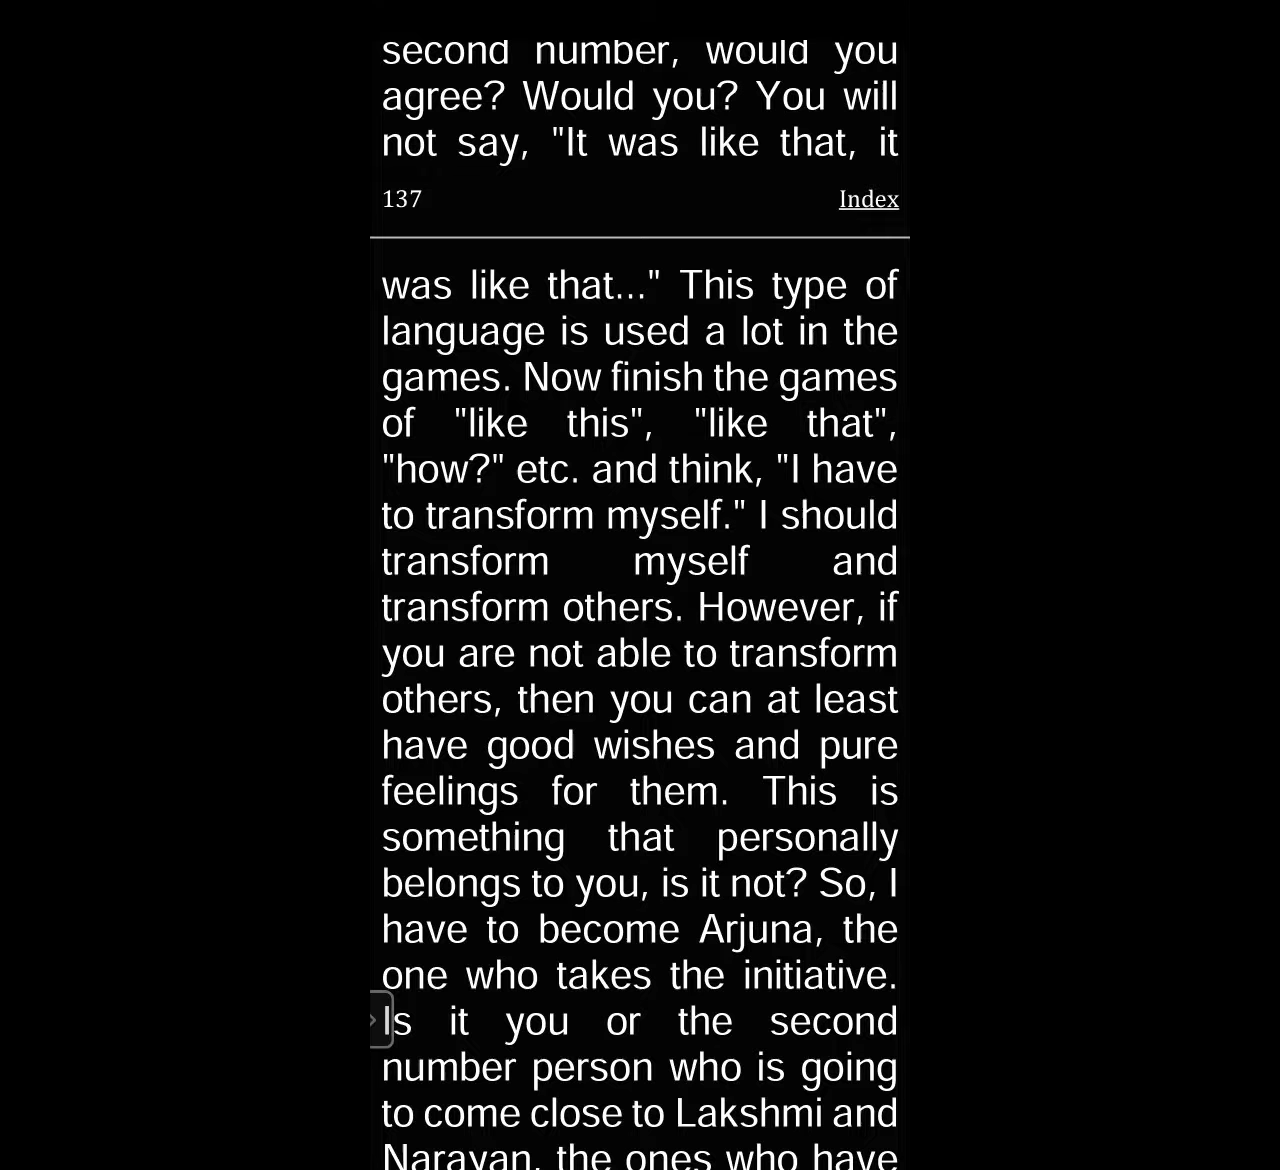 second number, would you
agree? Would you? You will
not say, "It was like that, it
137 Index
was like that..." This type of
language is used a lot in the
games. Now finish the games
of "like this", "like that",
"how?" etc. and think, "I have
to transform myself." I should
transform myself and
transform others. However, if
you are not able to transform
others, then you can at least
have good wishes and pure
feelings for them. This is
something that personally
belongs to you, is it not? So, I
have to become Arjuna, the
one who takes the initiative.
Is it you or the second
number person who is going
to come close to Lakshmi and
Narayan, the ones who have